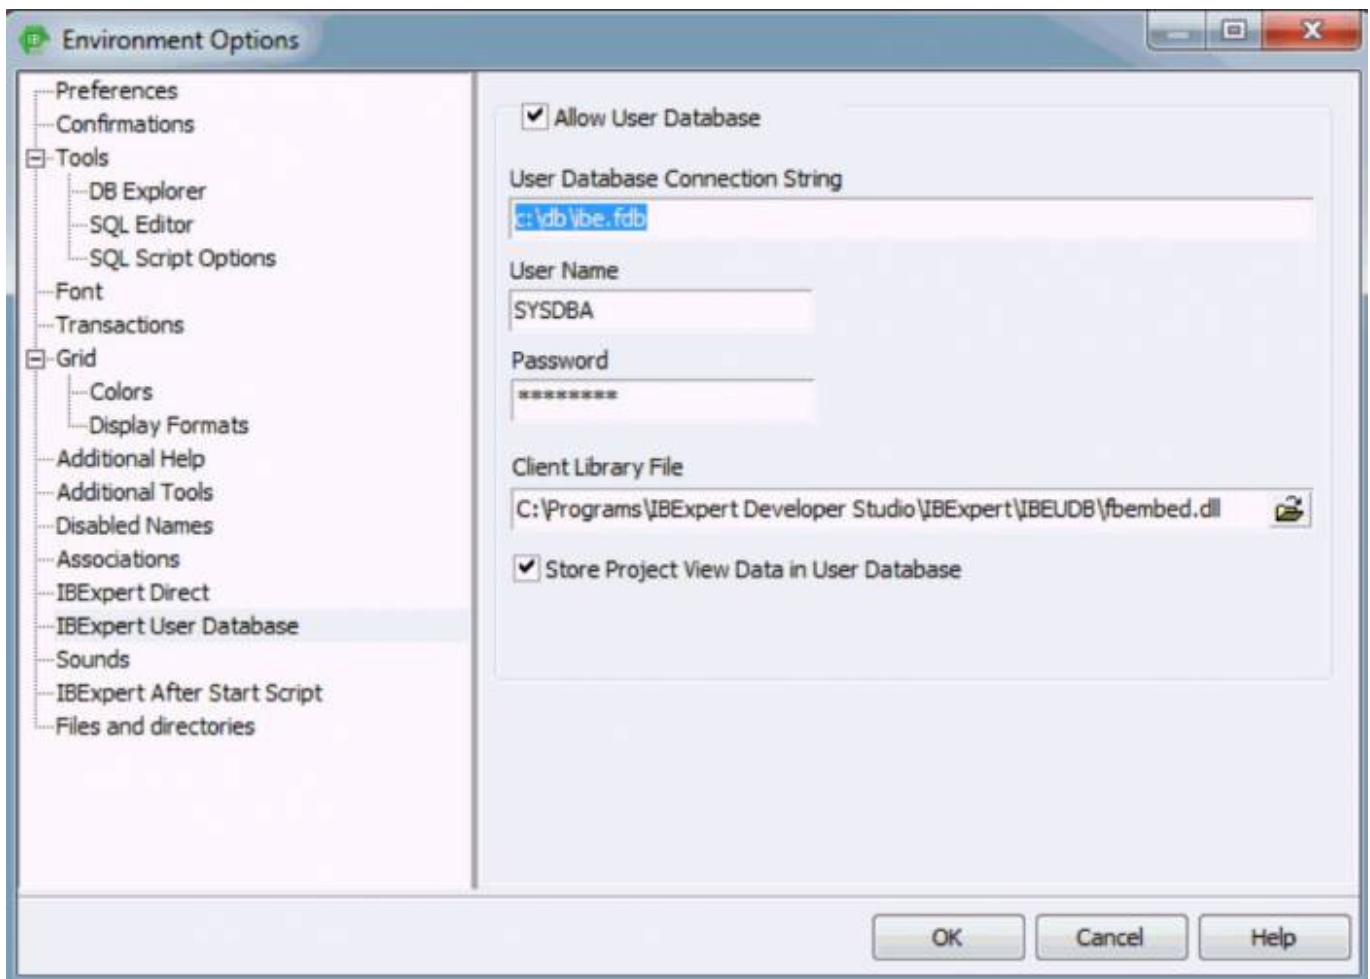 Environment Options
Preferences
Confirmations
Tools
DB Explorer
SQL Editor
SQL Script Options
Font
Transactions
Grid
Colors
Display Formats
Additional Help
Additional Tools
Disabled Names
Associations
IBExpert Direct
IBExpert User Database
Sounds
IBExpert After Start Script
Files and directories
Allow User Database
User Database Connection String
c:\db\ibe.fdb
User Name
SYSDBA
Password
********
Client Library File
C:\Programs\IBExpert Developer Studio\IBExpert\IBEUDB\fbembed.dll
Store Project View Data in User Database
OK
Cancel
Help